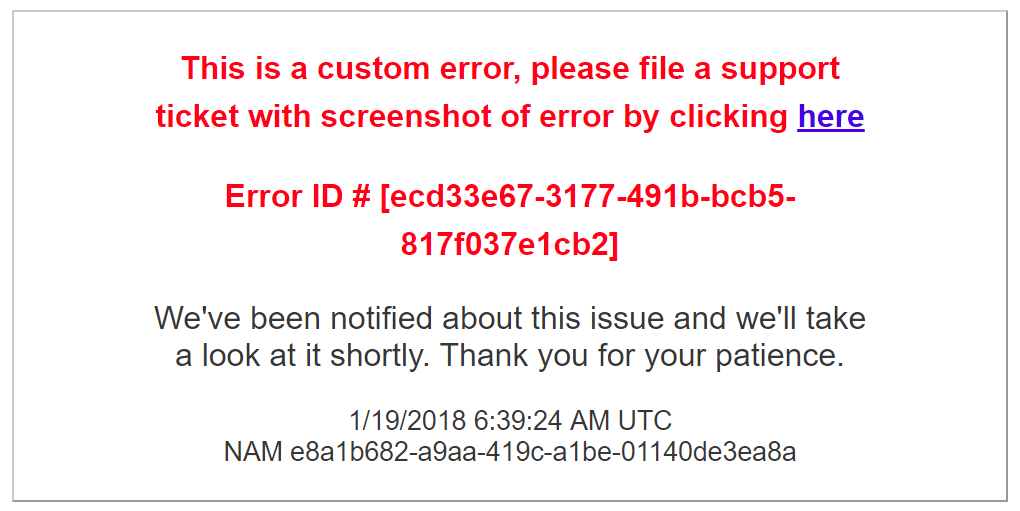 This is a custom error, please file a support
ticket with screenshot of error by clicking here
Error ID # [ecd33e67-3177-491b-bcb5-
817f037e1cb2]
We've been notified about this issue and we'll take
a look at it shortly. Thank you for your patience.
1/19/2018 6:39:24 AM UTC
NAM e8a1b682-a9aa-419c-a1be-01140de3ea8a